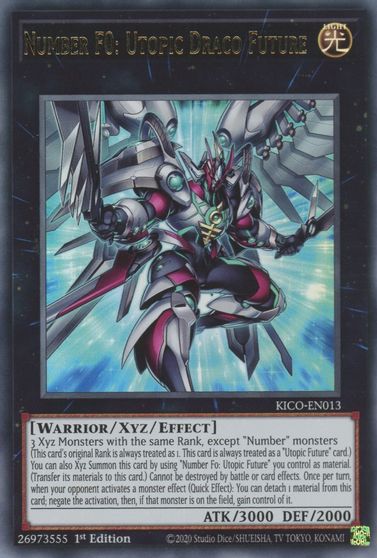 Number F0: Utopic Draco Future
LIGHT
光
KICO-EN013
[Warrior/Xyz/Effect]
3 Xyz Monsters with the same Rank, except "Number" monsters
(This card's original Rank is always treated as 1. This card is always treated as a "Utopic Future" card.)
You can also Xyz Summon this card by using "Number F0: Utopic Future" you control as material.
(Transfer its materials to this card.) Cannot be destroyed by battle or card effects. Once per turn,
when your opponent activates a monster effect (Quick Effect): You can detach 1 material from this
card; negate the activation, then, if that monster is on the field, gain control of it.
ATK/3000 DEF/2000
26973555 1st Edition ©2020 Studio Dice/SHUEISHA, TV TOKYO, KONAMI